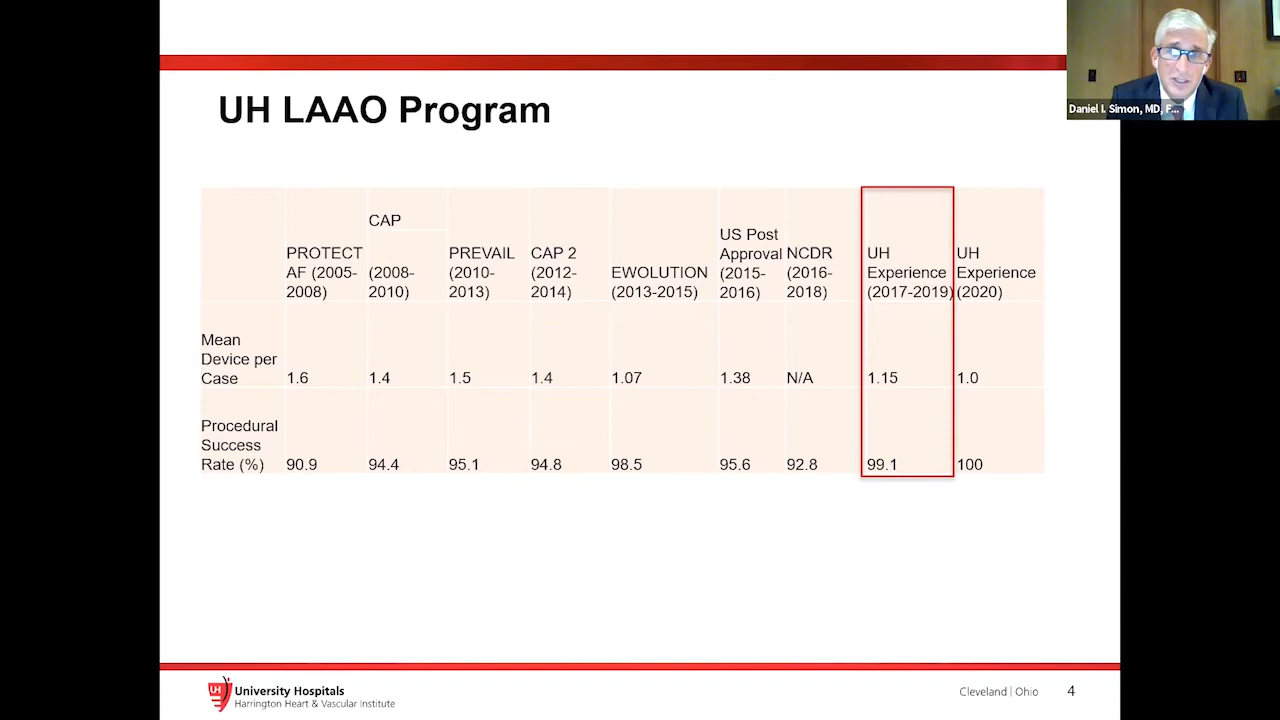 Daniel I. Simon, MD, F...
UH LAAO Program
PROTECT AF (2005-2008)
CAP (2008-2010)
PREVAIL (2010-2013)
CAP 2 (2012-2014)
EWOLUTION (2013-2015)
US Post Approval (2015-2016)
NCDR (2016-2018)
UH Experience (2017-2019)
UH Experience (2020)
Mean Device per Case 1.6 1.4 1.5 1.4 1.07 1.38 N/A 1.15 1.0
Procedural Success Rate (%) 90.9 94.4 95.1 94.8 98.5 95.6 92.8 99.1 100
UH
University Hospitals
Harrington Heart & Vascular Institute
Cleveland | Ohio 4